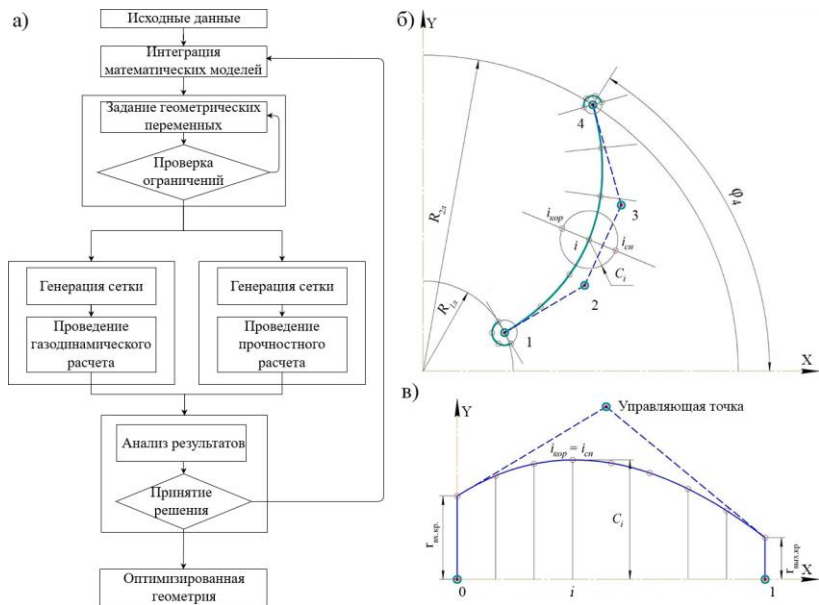 а)
Исходные данные
Интеграция
математических моделей
Задание геометрических
переменных
Проверка
ограничений
Генерация сетки
Проведение
газодинамического
расчета
Генерация сетки
Проведение
прочностного
расчета
Анализ результатов
Принятие
решения
Оптимизированная
геометрия
б)
Y
4
R2л
φ4
3
iкор
i
iсп
Ci
2
R1л
1
X
в)
Y
Управляющая точка
iкор = iсп
rвх.кр.
Ci
rвых.кр
X
0
i
1